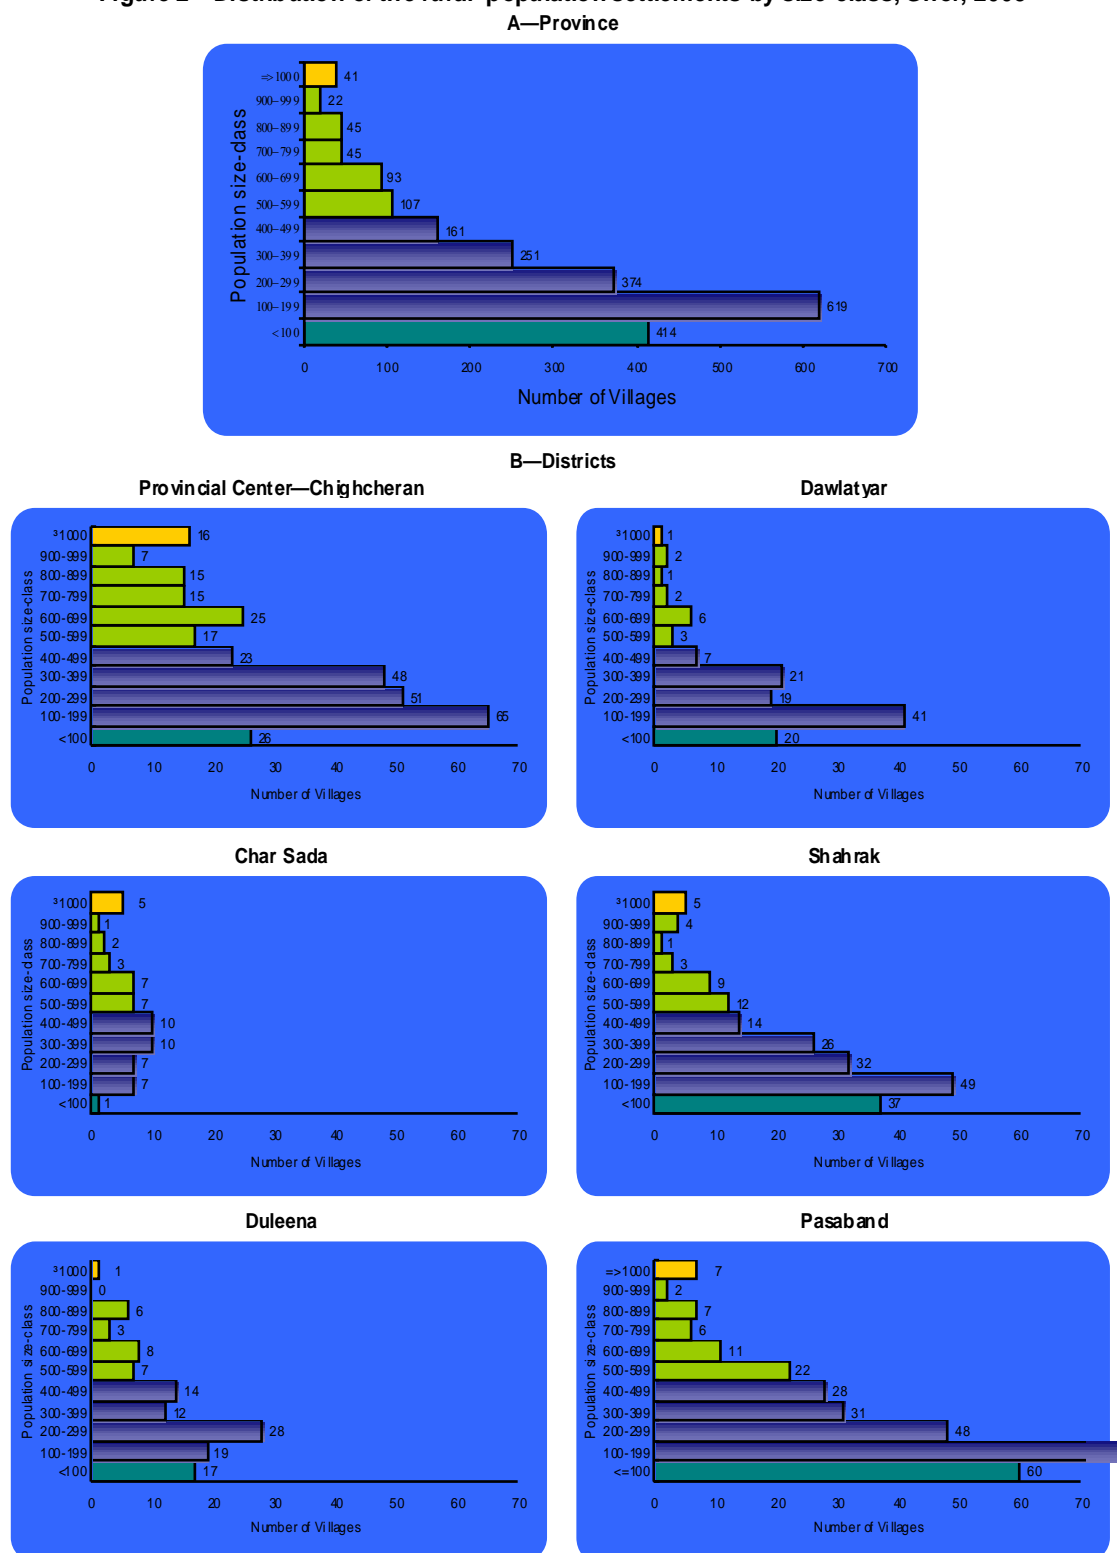 A—Province
Population size-class
=>1000 41
900–999 22
800–899 45
700–799 45
600–699 93
500–599 107
400–499 161
300–399 251
200–299 374
100–199 619
<100 414
0 100 200 300 400 500 600 700
Number of Villages
B—Districts
Provincial Center—Chighcheran
Population size-class
³1000 16
900-999 7
800-899 15
700-799 15
600-699 25
500-599 17
400-499 23
300-399 48
200-299 51
100-199 65
<100 26
0 10 20 30 40 50 60 70
Number of Villages
Dawlatyar
Population size-class
³1000 1
900-999 2
800-899 1
700-799 2
600-699 6
500-599 3
400-499 7
300-399 21
200-299 19
100-199 41
<100 20
0 10 20 30 40 50 60 70
Number of Villages
Char Sada
Population size-class
³1000 5
900-999 1
800-899 2
700-799 3
600-699 7
500-599 7
400-499 10
300-399 10
200-299 7
100-199 7
<100 1
0 10 20 30 40 50 60 70
Number of Villages
Shahrak
Population size-class
³1000 5
900-999 4
800-899 1
700-799 3
600-699 9
500-599 12
400-499 14
300-399 26
200-299 32
100-199 49
<100 37
0 10 20 30 40 50 60 70
Number of Villages
Duleena
Population size-class
³1000 1
900-999 0
800-899 6
700-799 3
600-699 8
500-599 7
400-499 14
300-399 12
200-299 28
100-199 19
<100 17
0 10 20 30 40 50 60 70
Number of Villages
Pasaband
Population size-class
=>1000 7
900-999 2
800-899 7
700-799 6
600-699 11
500-599 22
400-499 28
300-399 31
200-299 48
100-199
<=100 60
0 10 20 30 40 50 60 70
Number of Villages